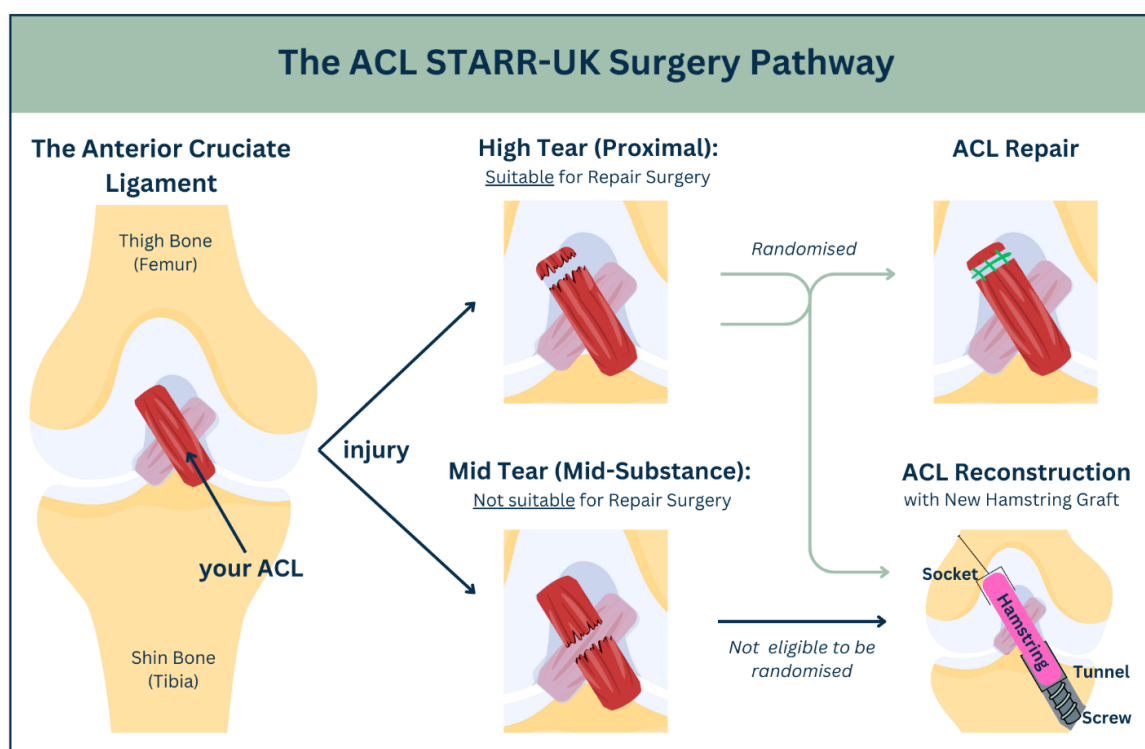 The ACL STARR-UK Surgery Pathway
The Anterior Cruciate
Ligament
Thigh Bone
(Femur)
your ACL
Shin Bone
(Tibia)
injury
High Tear (Proximal):
Suitable for Repair Surgery
Mid Tear (Mid-Substance):
Not suitable for Repair Surgery
Randomised
Not eligible to be
randomised
ACL Repair
ACL Reconstruction
with New Hamstring Graft
Socket
Hamstring
Tunnel
Screw